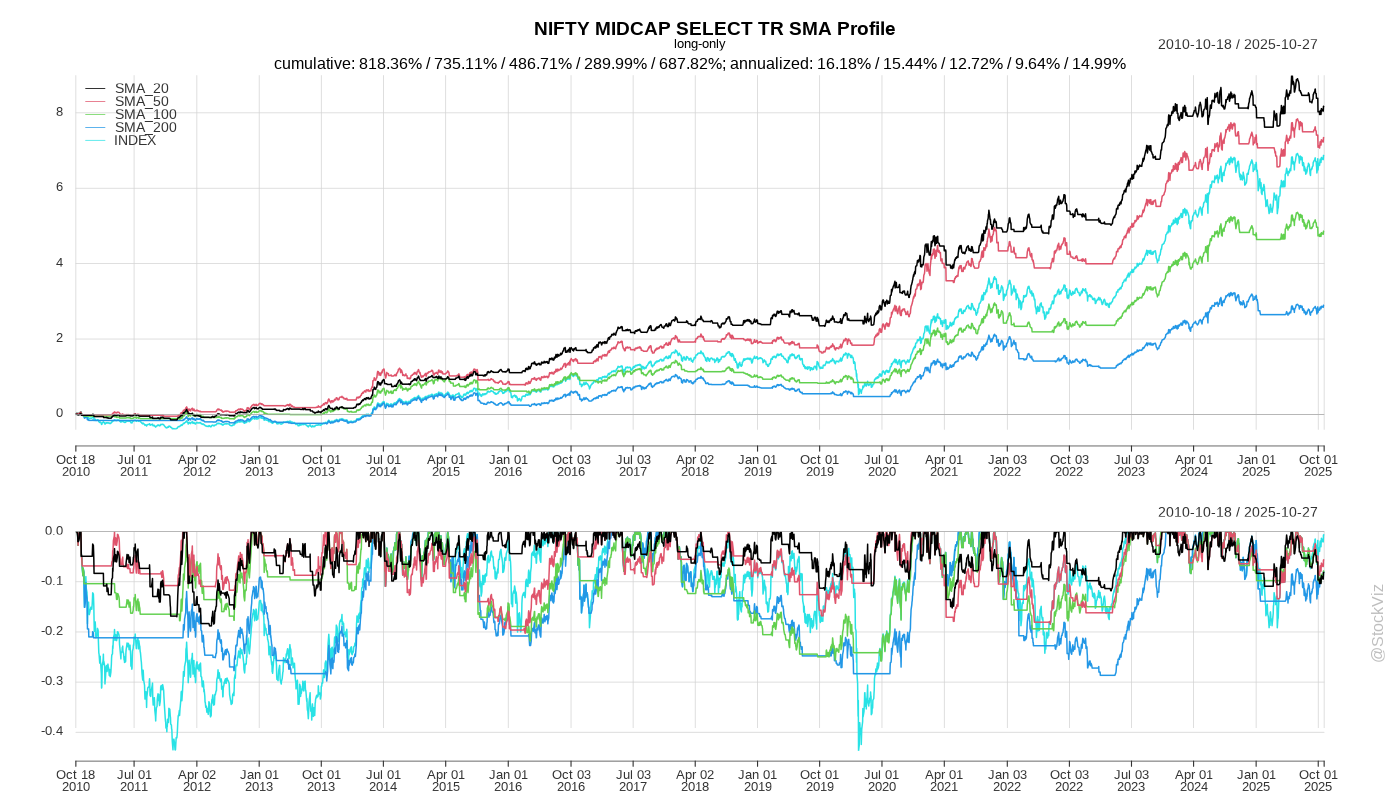 NIFTY MIDCAP SELECT TR SMA Profile
long-only
2010-10-18 / 2025-10-27
cumulative: 818.36% / 735.11% / 486.71% / 289.99% / 687.82%; annualized: 16.18% / 15.44% / 12.72% / 9.64% / 14.99%
SMA_20
SMA_50
SMA_100
SMA_200
INDEX
8
6
4
2
0
Oct 18 Jul 01 Apr 02 Jan 01 Oct 01 Jul 01 Apr 01 Jan 01 Oct 03 Jul 03 Apr 02 Jan 01 Oct 01 Jul 01 Apr 01 Jan 03 Oct 03 Jul 03 Apr 01 Jan 01 Oct 01
2010 2011 2012 2013 2013 2014 2015 2016 2016 2017 2018 2019 2019 2020 2021 2022 2022 2023 2024 2025 2025
2010-10-18 / 2025-10-27
0.0
-0.1
-0.2
-0.3
-0.4
Oct 18 Jul 01 Apr 02 Jan 01 Oct 01 Jul 01 Apr 01 Jan 01 Oct 03 Jul 03 Apr 02 Jan 01 Oct 01 Jul 01 Apr 01 Jan 03 Oct 03 Jul 03 Apr 01 Jan 01 Oct 01
2010 2011 2012 2013 2013 2014 2015 2016 2016 2017 2018 2019 2019 2020 2021 2022 2022 2023 2024 2025 2025
@StockViz